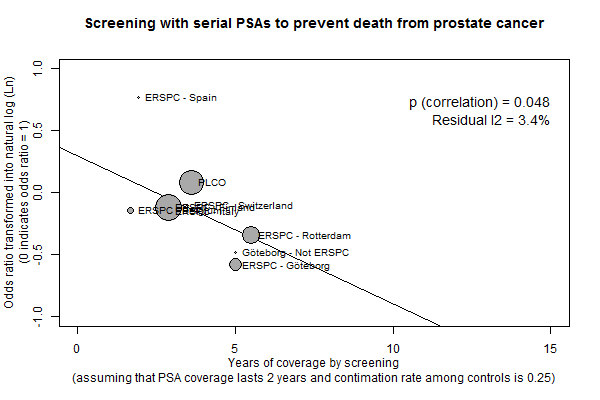 Screening with serial PSAs to prevent death from prostate cancer
Odds ratio transformed into natural log (Ln)
(0 indicates odds ratio = 1)
1.0
0.5
0.0
-0.5
-1.0
p (correlation) = 0.048
Residual I2 = 3.4%
ERSPC - Spain
PLCO
ERSPC - Switzerland
ERSPC
ERSPC - Rotterdam
Göteborg - Not ERSPC
ERSPC - Göteborg
0
5
10
15
Years of coverage by screening
(assuming that PSA coverage lasts 2 years and contimation rate among controls is 0.25)